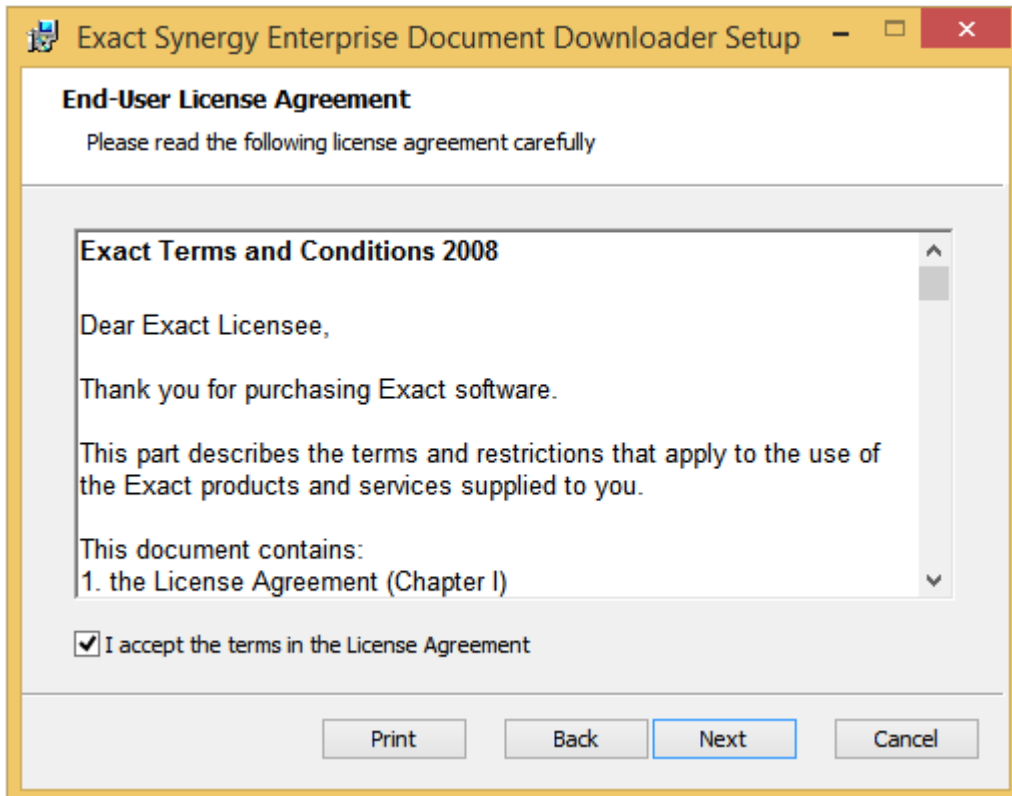 Exact Synergy Enterprise Document Downloader Setup
End-User License Agreement
Please read the following license agreement carefully
Exact Terms and Conditions 2008
Dear Exact Licensee,
Thank you for purchasing Exact software.
This part describes the terms and restrictions that apply to the use of
the Exact products and services supplied to you.
This document contains:
1. the License Agreement (Chapter I)
I accept the terms in the License Agreement
Print Back Next Cancel